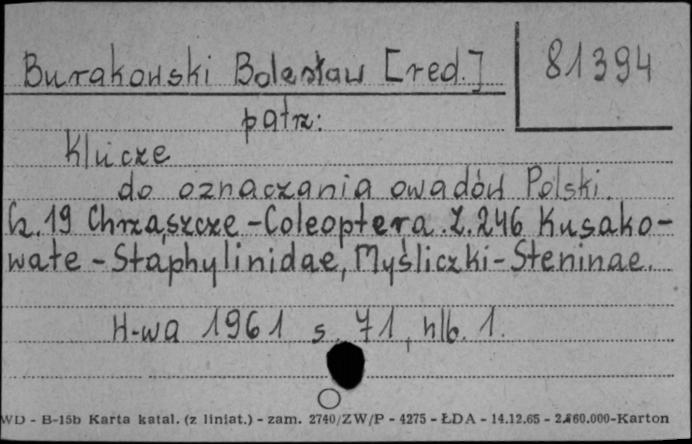 Burakowski Bolesław [red.] 81394
patrz:
Klucze
do oznaczania owadów Polski.
Cz. 19 Chrząszcze - Coleoptera. Z. 24b Kusako-
wate - Staphylinidae, Myśliczki - Steninae.
W-wa 1961 s. 71, nlb. 1.
WD - B-15b Karta katal. (z liniat.) - zam. 2740/ZW/P - 4275 - ŁDA - 14.12.65 - 2.860.000-Karton